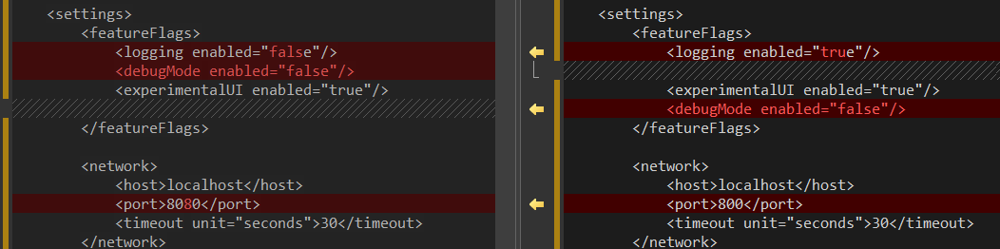 <settings>
<featureFlags>
<logging enabled="false"/>
<debugMode enabled="false"/>
<experimentalUI enabled="true"/>
</featureFlags>
<network>
<host>localhost</host>
<port>8080</port>
<timeout unit="seconds">30</timeout>
</network>
<settings>
<featureFlags>
<logging enabled="true"/>
<experimentalUI enabled="true"/>
<debugMode enabled="false"/>
</featureFlags>
<network>
<host>localhost</host>
<port>800</port>
<timeout unit="seconds">30</timeout>
</network>